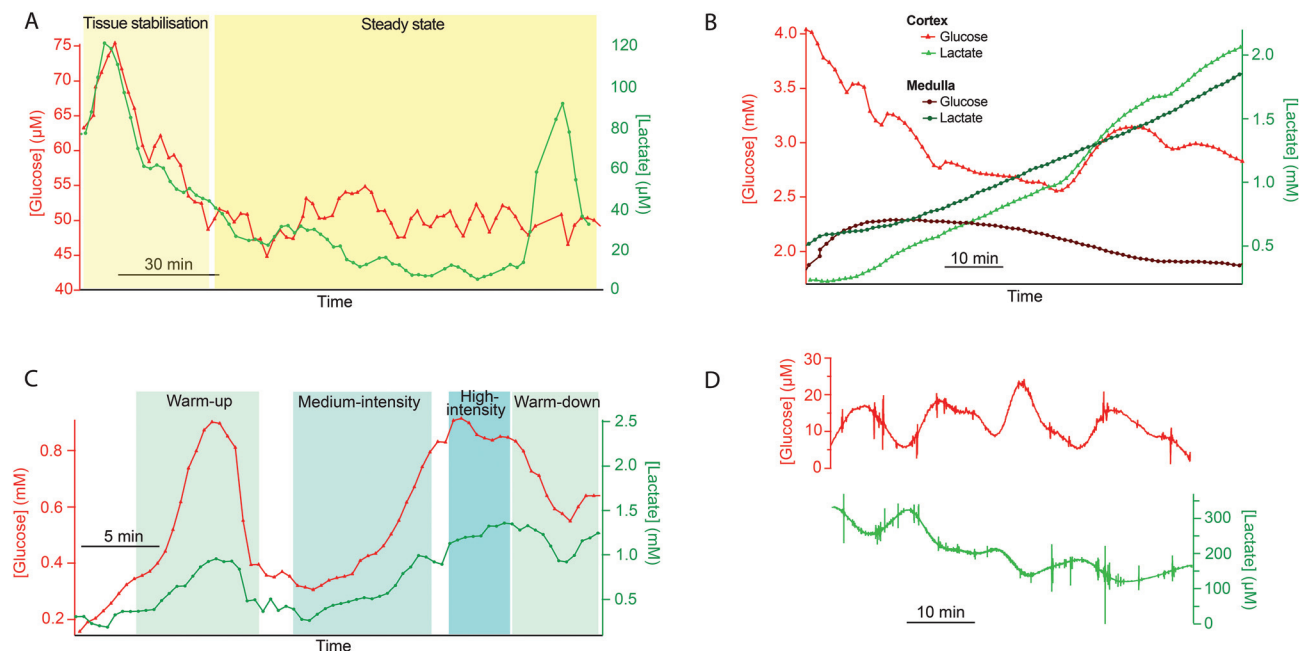 A
Tissue stabilisation
Steady state
75
70
65
60
55
50
45
40
[Glucose] (μM)
120
100
80
60
40
20
0
[Lactate] (μM)
30 min
Time
B
Cortex
Glucose
Lactate
Medulla
Glucose
Lactate
4.0
3.5
3.0
2.5
2.0
[Glucose] (mM)
2.0
1.5
1.0
0.5
[Lactate] (mM)
10 min
Time
C
Warm-up
Medium-intensity
High-
intensity
Warm-down
0.8
0.6
0.4
0.2
[Glucose] (mM)
2.5
2.0
1.5
1.0
0.5
[Lactate] (mM)
5 min
Time
D
30
20
10
0
[Glucose] (μM)
300
200
100
0
[Lactate] (μM)
10 min